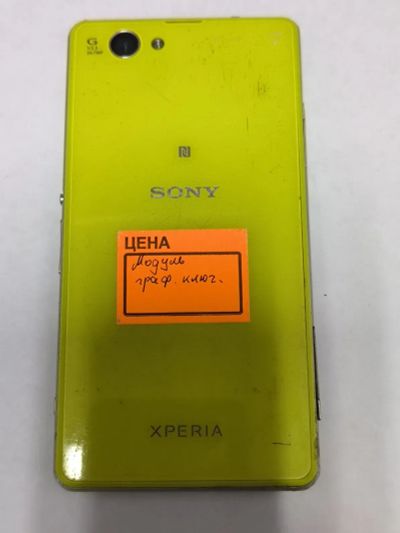 G
SONY
ЦЕНА
Модуль
граф. ключ.
XPERIA